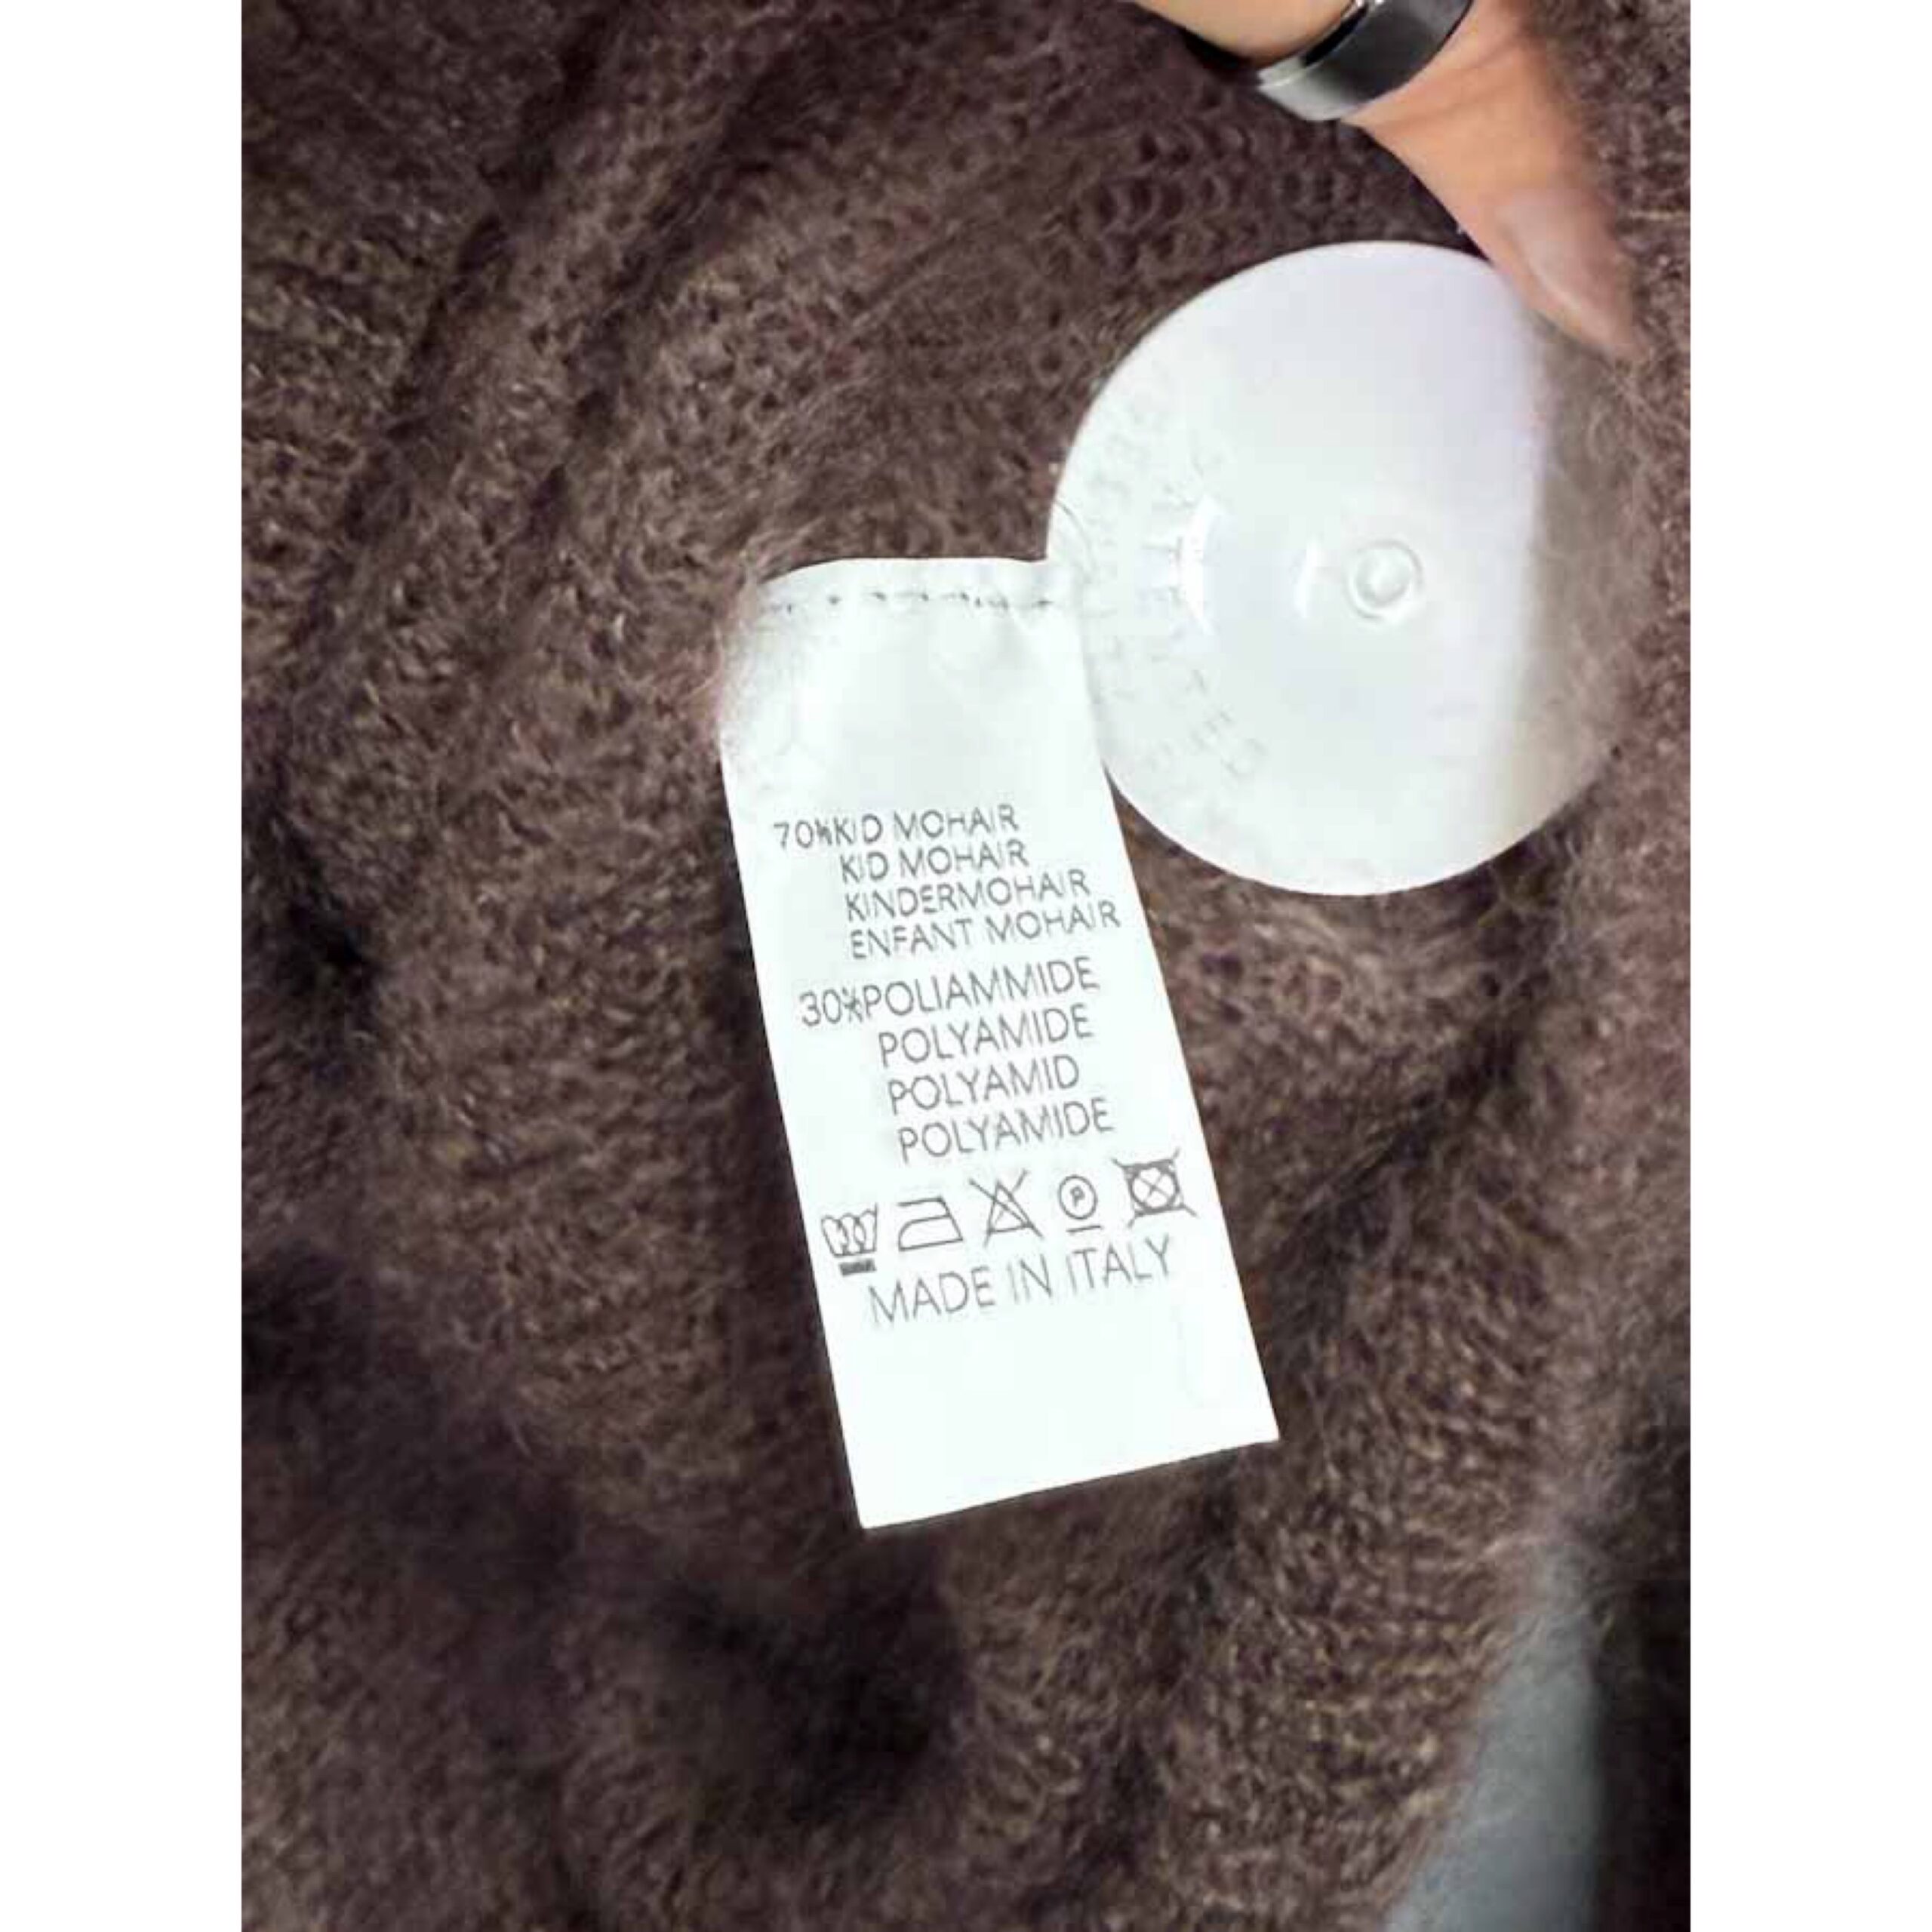 70%KID MOHAIR
KID MOHAIR
KINDERMOHAIR
ENFANT MOHAIR
30%POLIAMMIDE
POLYAMIDE
POLYAMID
POLYAMIDE
P
MADE IN ITALY